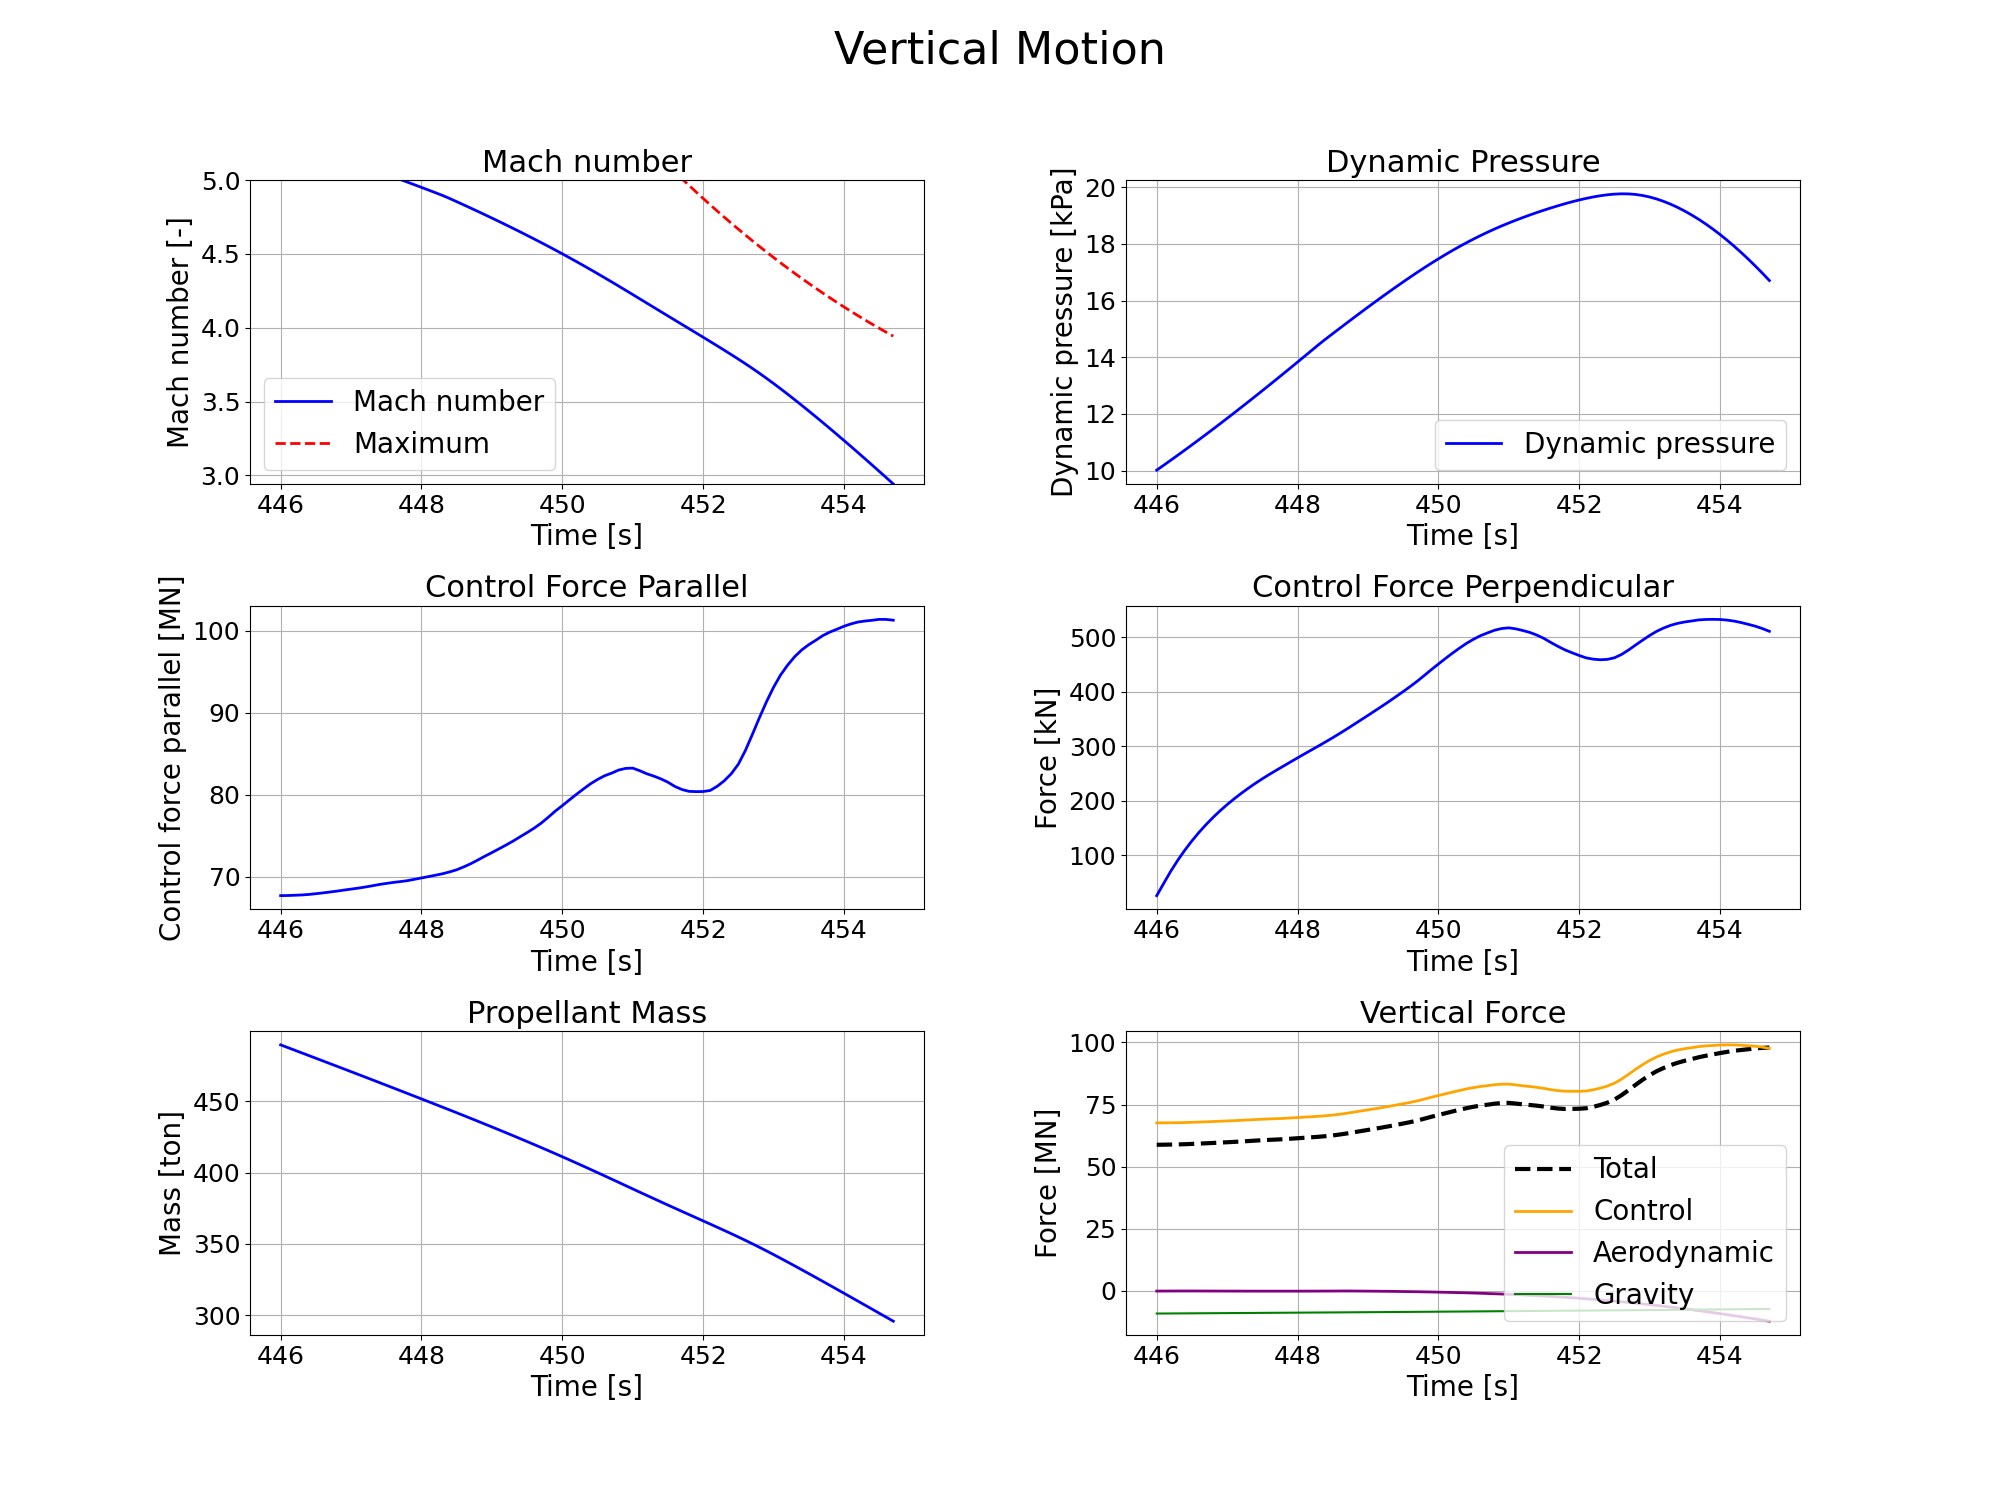 Vertical Motion
Mach number
Mach number [-]
5.0
4.5
4.0
3.5
3.0
Mach number
Maximum
446 448 450 452 454
Time [s]
Dynamic Pressure
Dynamic pressure [kPa]
20
18
16
14
12
10
Dynamic pressure
446 448 450 452 454
Time [s]
Control Force Parallel
Control force parallel [MN]
100
90
80
70
446 448 450 452 454
Time [s]
Control Force Perpendicular
Force [kN]
500
400
300
200
100
446 448 450 452 454
Time [s]
Propellant Mass
Mass [ton]
450
400
350
300
446 448 450 452 454
Time [s]
Vertical Force
Force [MN]
100
75
50
25
0
Total
Control
Aerodynamic
Gravity
446 448 450 452 454
Time [s]